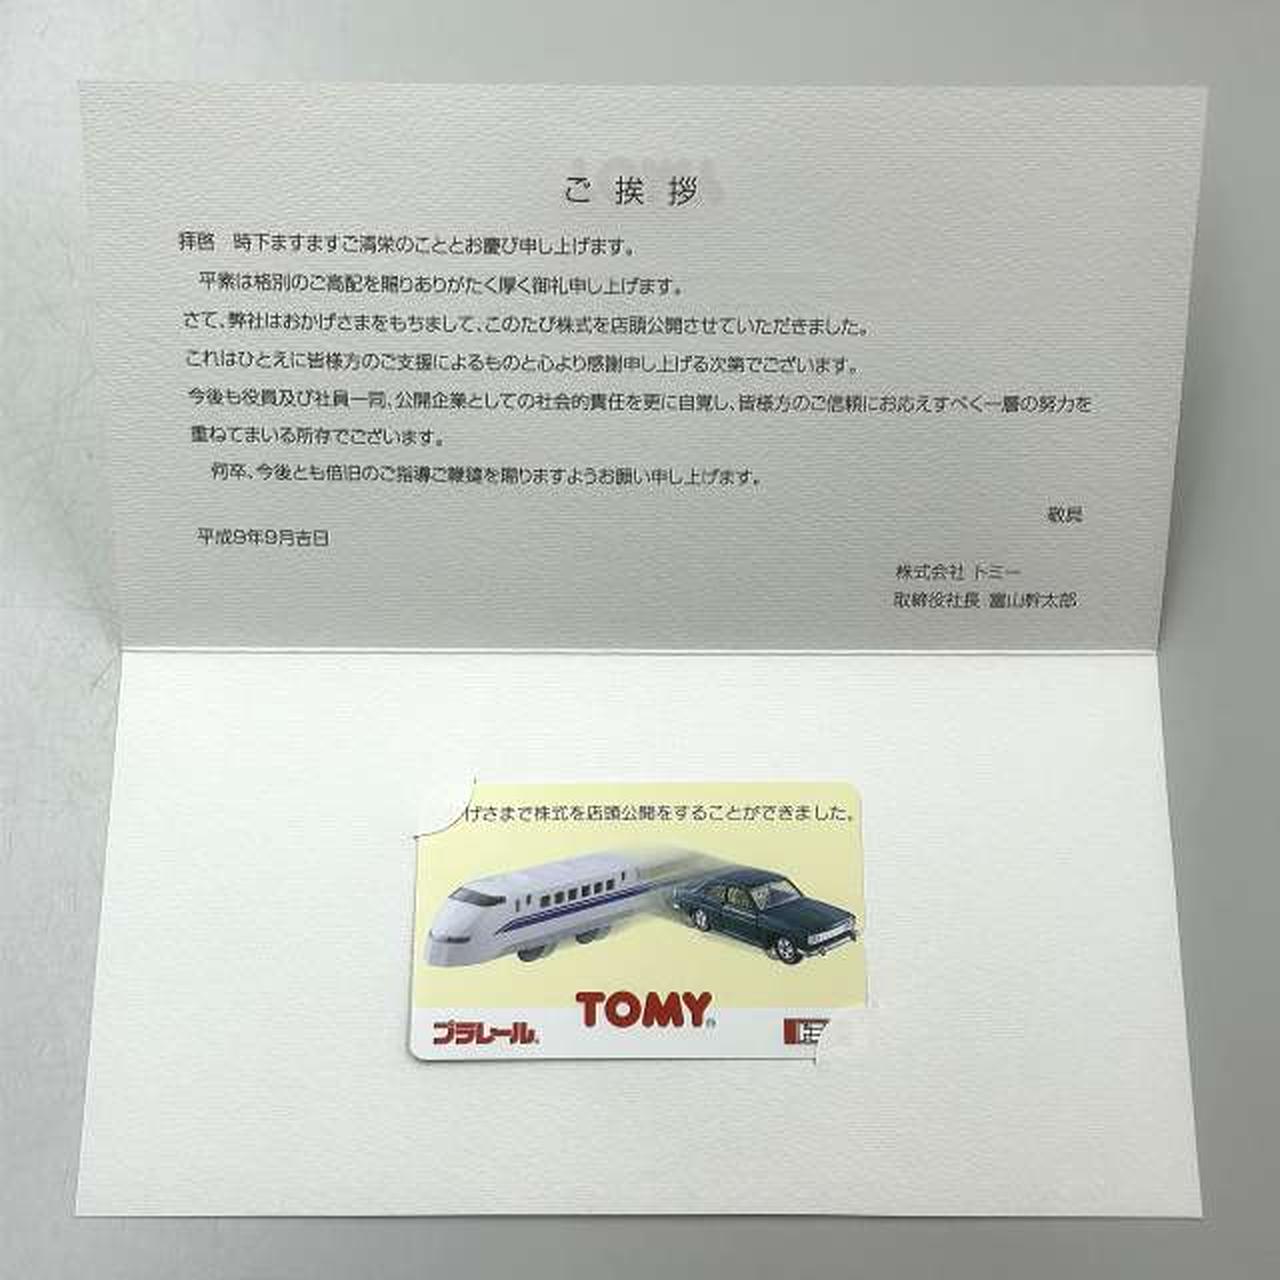 ご挨拶
拝啓　時下ますますご清栄のこととお慶び申し上げます。
平素は格別のご高配を賜りありがたく厚く御礼申し上げます。
さて、弊社はおかげさまをもちまして、このたび株式を店頭公開させていただきました。
これはひとえに皆様方のご支援によるものと心より感謝申し上げる次第でございます。
今後も役員及び社員一同、公開企業としての社会的責任を更に自覚し、皆様方のご信頼にお応えすべく一層の努力を
重ねてまいる所存でございます。
何卒、今後とも倍旧のご指導ご鞭撻を賜りますようお願い申し上げます。
敬具
平成9年9月吉日
株式会社 トミー
取締役社長 富山幹太郎
げさまで株式を店頭公開をすることができました。
TOMY®
プラレール®